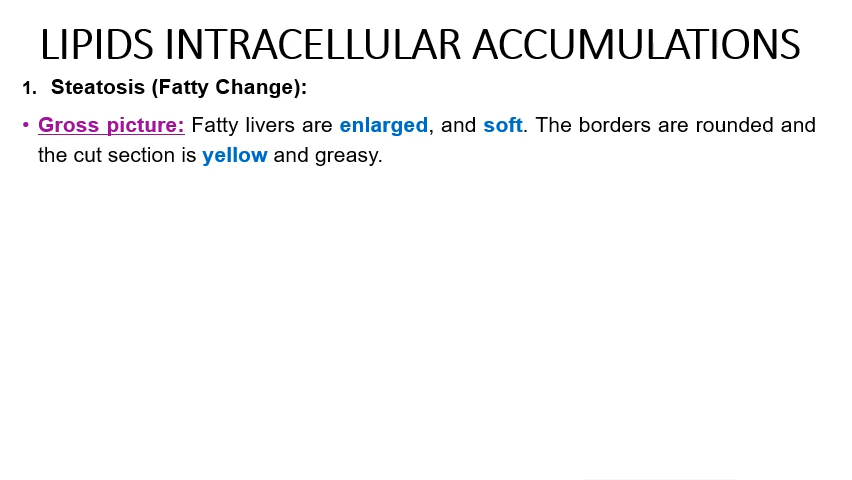 LIPIDS INTRACELLULAR ACCUMULATIONS
1. Steatosis (Fatty Change):
• Gross picture: Fatty livers are enlarged, and soft. The borders are rounded and
the cut section is yellow and greasy.